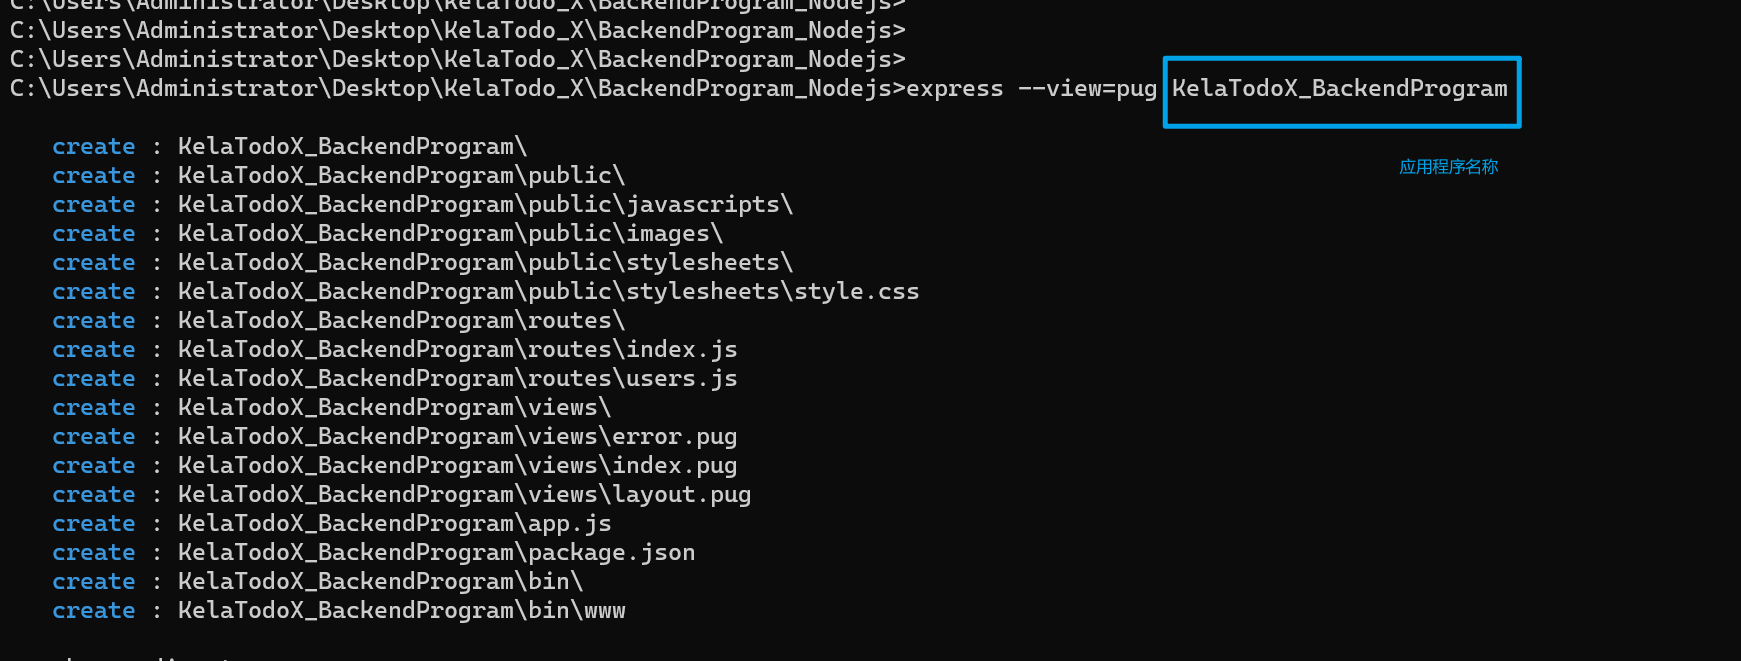 C:\Users\Administrator\Desktop\KelaTodo_X\BackendProgram_Nodejs>
C:\Users\Administrator\Desktop\KelaTodo_X\BackendProgram_Nodejs>
C:\Users\Administrator\Desktop\KelaTodo_X\BackendProgram_Nodejs>
C:\Users\Administrator\Desktop\KelaTodo_X\BackendProgram_Nodejs>express --view=pug KelaTodoX_BackendProgram
create : KelaTodoX_BackendProgram\
应用程序名称
create : KelaTodoX_BackendProgram\public\
create : KelaTodoX_BackendProgram\public\javascripts\
create : KelaTodoX_BackendProgram\public\images\
create : KelaTodoX_BackendProgram\public\stylesheets\
create : KelaTodoX_BackendProgram\public\stylesheets\style.css
create : KelaTodoX_BackendProgram\routes\
create : KelaTodoX_BackendProgram\routes\index.js
create : KelaTodoX_BackendProgram\routes\users.js
create : KelaTodoX_BackendProgram\views\
create : KelaTodoX_BackendProgram\views\error.pug
create : KelaTodoX_BackendProgram\views\index.pug
create : KelaTodoX_BackendProgram\views\layout.pug
create : KelaTodoX_BackendProgram\app.js
create : KelaTodoX_BackendProgram\package.json
create : KelaTodoX_BackendProgram\bin\
create : KelaTodoX_BackendProgram\bin\www